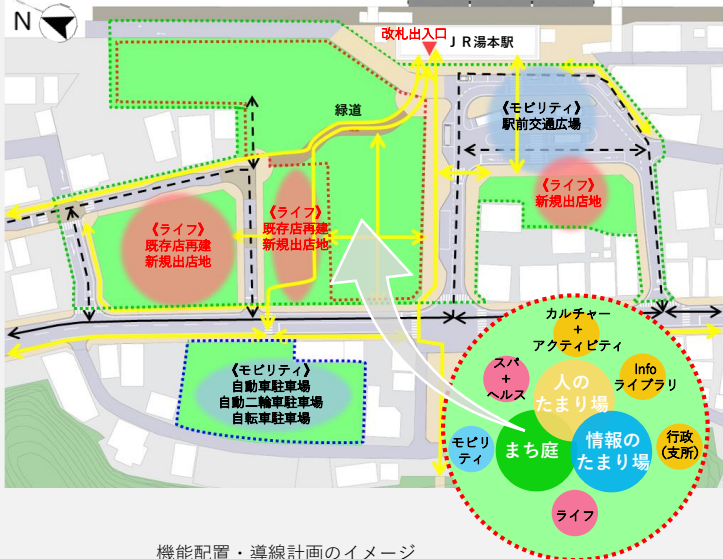 N
改札出入口
ＪＲ湯本駅
緑道
《モビリティ》
駅前交通広場
《ライフ》
既存店再建
新規出店地
《ライフ》
既存店再建
新規出店地
《ライフ》
新規出店地
《モビリティ》
自動車駐車場
自動二輪車駐車場
自転車駐車場
カルチャー
+
アクティビティ
スパ
+
ヘルス
人の
たまり場
Info
ライブラリ
モビリ
ティ
まち庭
情報の
たまり場
行政
(支所)
ライフ
機能配置・導線計画のイメージ